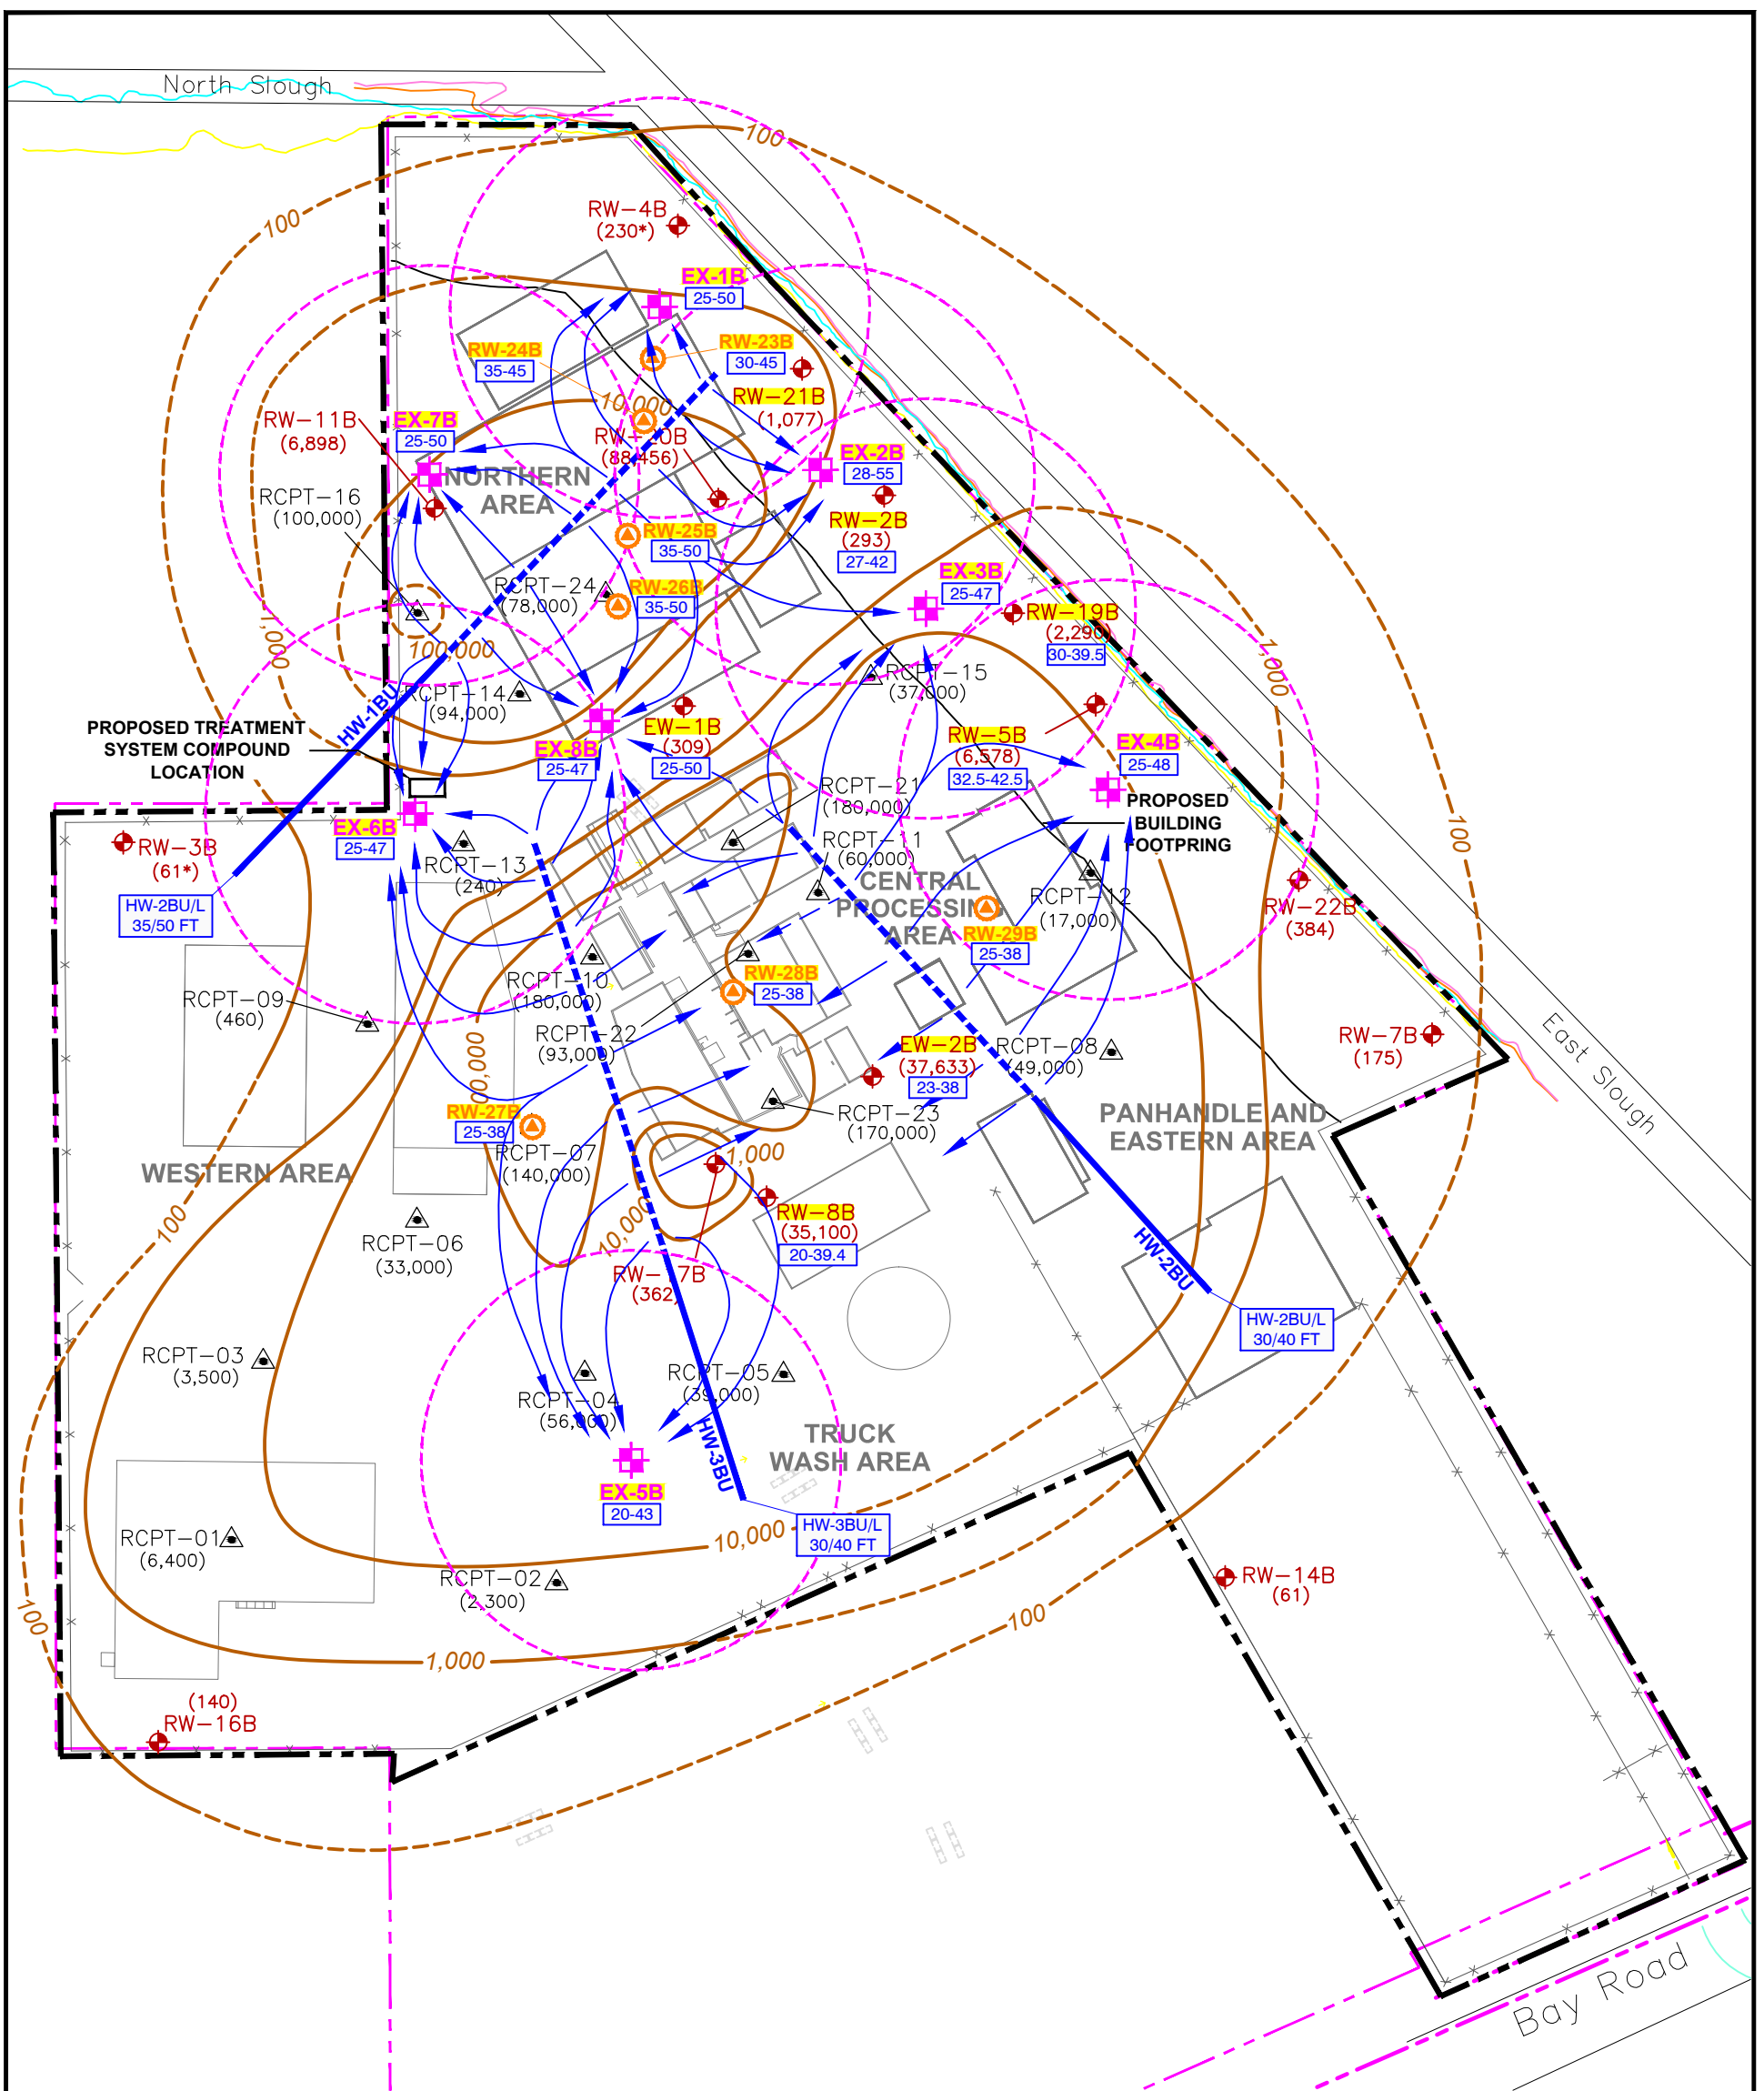 North Slough
100
100
RW-4B
(230*)
EX-1B
25-50
RW-24B
35-45
RW-23B
30-45
RW-21B
(1,077)
10,000
RW-11B
(6,898)
EX-7B
25-50
(88,456)
EX-2B
28-55
NORTHERN
AREA
RCPT-16
(100,000)
RW-2B
(293)
27-42
RW-25B
35-50
RCPT-24
(78,000)
RW-26B
35-50
EX-3B
25-47
RW-19B
(2,290)
30-39.5
1,000
100,000
1,000
RCPT-15
(37,000)
RCPT-14
(94,000)
HW-1BU
PROPOSED TREATMENT
SYSTEM COMPOUND
LOCATION
EW-1B
(309)
25-50
EX-8B
25-47
RW-5B
(6,578)
32.5-42.5
EX-4B
25-48
RCPT-21
(180,000)
PROPOSED
BUILDING
FOOTPRING
EX-6B
25-47
RW-3B
(61*)
RCPT-13
(240)
RCPT-11
(60,000)
100
HW-2BU/L
35/50 FT
CENTRAL
PROCESSING
AREA
RCPT-12
(17,000)
RW-22B
(384)
RW-29B
25-38
RCPT-10
(180,000)
RW-28B
25-38
RCPT-09
(460)
RCPT-22
(93,000)
EW-2B
(37,633)
23-38
RCPT-08
(49,000)
RW-7B
(175)
East Slough
RW-27B
25-38
RCPT-23
(170,000)
PANHANDLE AND
EASTERN AREA
RCPT-07
(140,000)
1,000
WESTERN AREA
100
RCPT-06
(33,000)
10,000
RW-8B
(35,100)
20-39.4
HW-2BU
(362)
HW-2BU/L
30/40 FT
RCPT-03
(3,500)
RCPT-04
(56,000)
RCPT-05
(39,000)
HW-3BU
TRUCK
WASH AREA
EX-5B
20-43
10,000
HW-3BU/L
30/40 FT
RCPT-01
(6,400)
RCPT-02
(2,300)
RW-14B
(61)
100
100
1,000
(140)
RW-16B
Bay Road